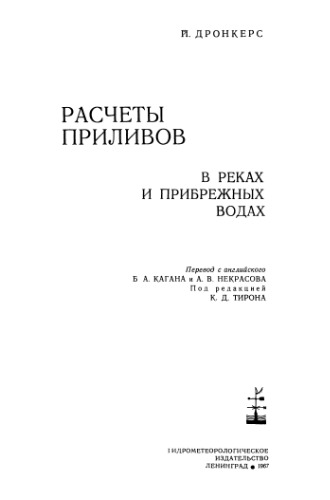 Й. ДРОНКЕРС
РАСЧЕТЫ
ПРИЛИВОВ
В РЕКАХ
И ПРИБРЕЖНЫХ
ВОДАХ
Перевод с английского
Б. А. КАГАНА и А. В. НЕКРАСОВА
Под редакцией
К. Д. ТИРОНА
ГИДРОМЕТЕОРОЛОГИЧЕСКОЕ
ИЗДАТЕЛЬСТВО
ЛЕНИНГРАД • 1967